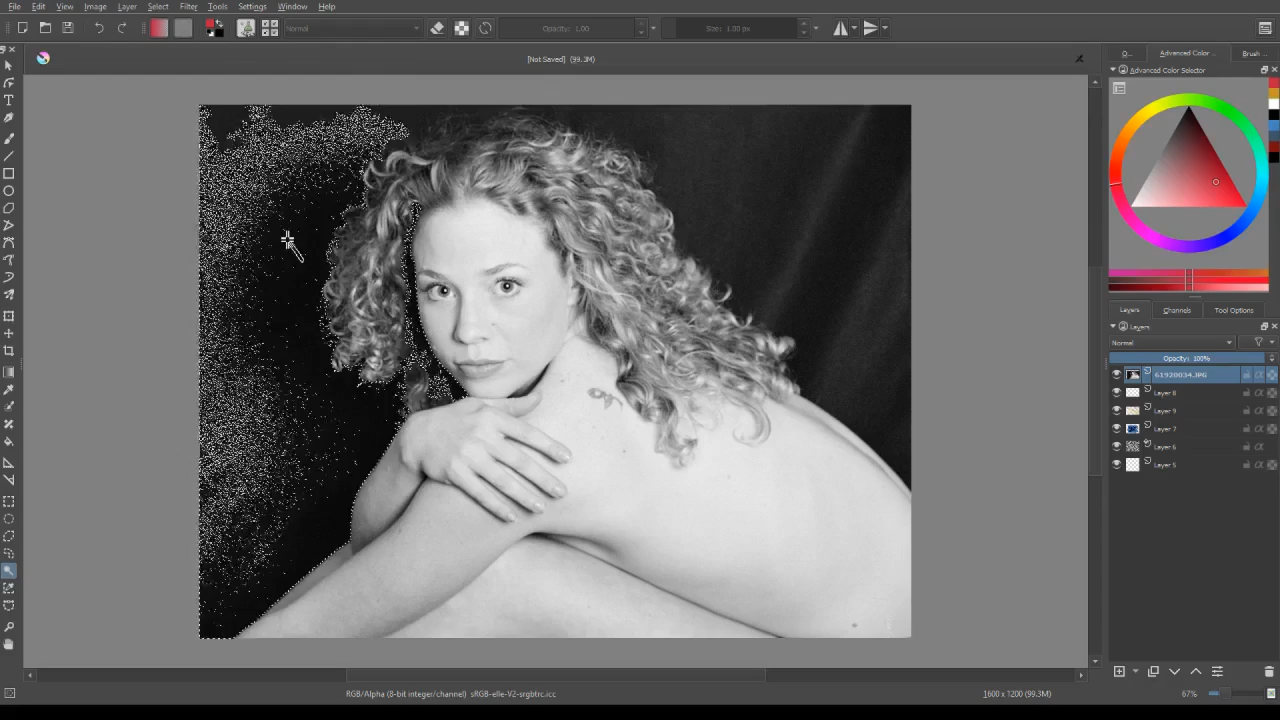 File Edit View Image Layer Select Filter Tools Settings Window Help
Normal Opacity: 1.00 Size: 1.00 px
[Not Saved] (99.3M)
O... Advanced Color ... Brush ...
Advanced Color Selector
Layers Channels Tool Options
Layers
Normal
Opacity: 100%
61920034.JPG
Layer 8
Layer 9
Layer 7
Layer 6
Layer 5
RGB/Alpha (8-bit integer/channel) sRGB-elle-V2-srgbtrc.icc 1600 x 1200 (99.3M) 67%